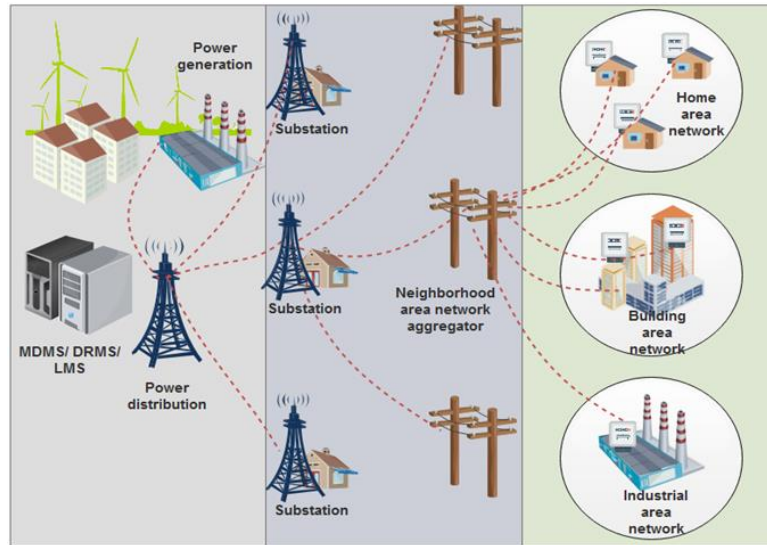 Power
generation
Substation
Home
area
network
MDMS/ DRMS/
LMS
Power
distribution
Substation
Neighborhood
area network
aggregator
Building
area
network
Substation
Industrial
area
network